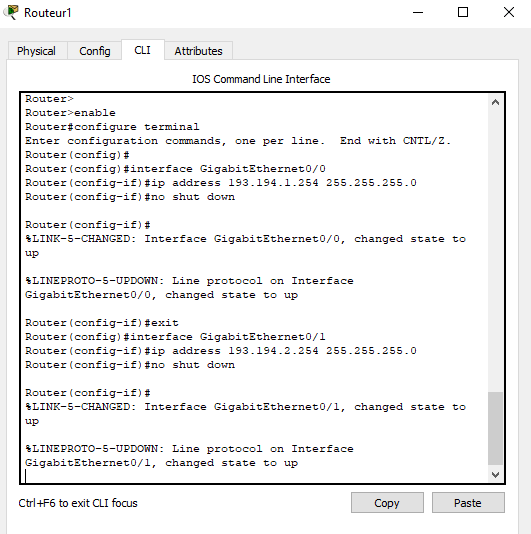 Routeur1
Physical Config CLI Attributes
IOS Command Line Interface
Router>
Router>enable
Router#configure terminal
Enter configuration commands, one per line.  End with CNTL/Z.
Router(config)#
Router(config)#interface GigabitEthernet0/0
Router(config-if)#ip address 193.194.1.254 255.255.255.0
Router(config-if)#no shut down
Router(config-if)#
%LINK-5-CHANGED: Interface GigabitEthernet0/0, changed state to
up
%LINEPROTO-5-UPDOWN: Line protocol on Interface
GigabitEthernet0/0, changed state to up
Router(config-if)#exit
Router(config)#interface GigabitEthernet0/1
Router(config-if)#ip address 193.194.2.254 255.255.255.0
Router(config-if)#no shut down
Router(config-if)#
%LINK-5-CHANGED: Interface GigabitEthernet0/1, changed state to
up
%LINEPROTO-5-UPDOWN: Line protocol on Interface
GigabitEthernet0/1, changed state to up
Ctrl+F6 to exit CLI focus Copy Paste